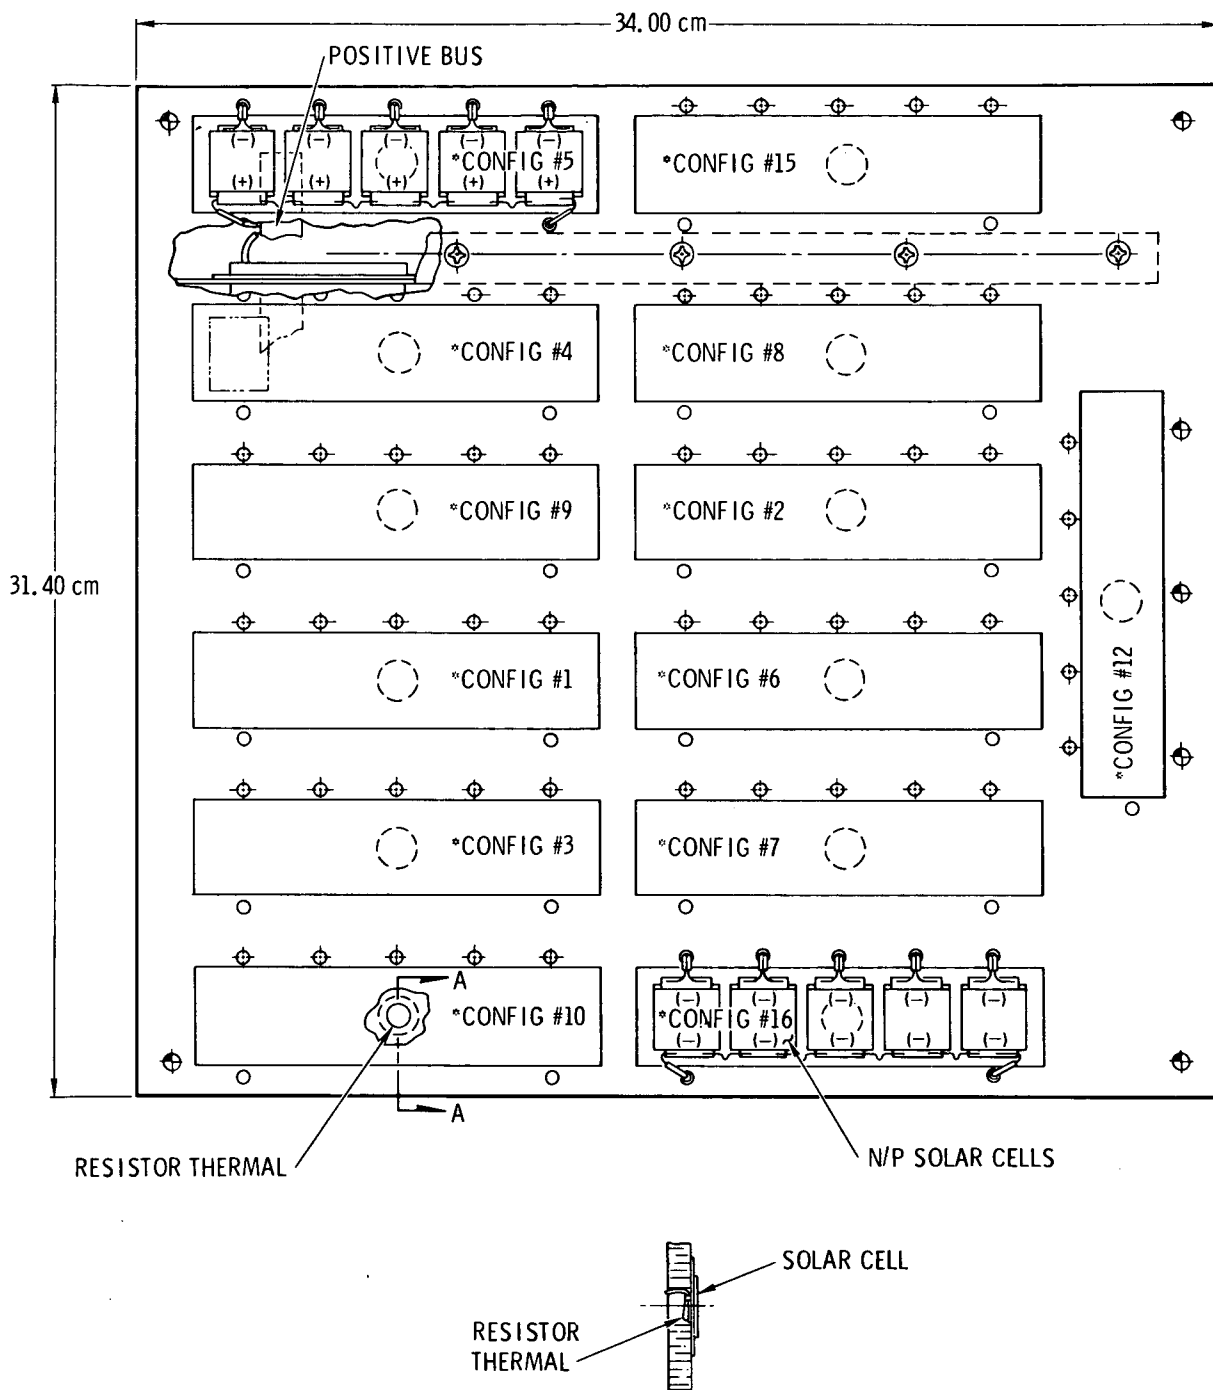 34.00 cm
POSITIVE BUS
(-) (-) (-) (-) (-)
*CONFIG #5
*CONFIG #15
(+) (+) (+) (+) (+)
*CONFIG #4
*CONFIG #8
*CONFIG #9
*CONFIG #2
31.40 cm
*CONFIG #12
*CONFIG #1
*CONFIG #6
*CONFIG #3
*CONFIG #7
A
*CONFIG #10
(-) (-) (-) (-) (-)
*CONFIG #16
(-) (-) (-) (-) (-)
A
RESISTOR THERMAL
N/P SOLAR CELLS
SOLAR CELL
RESISTOR
THERMAL